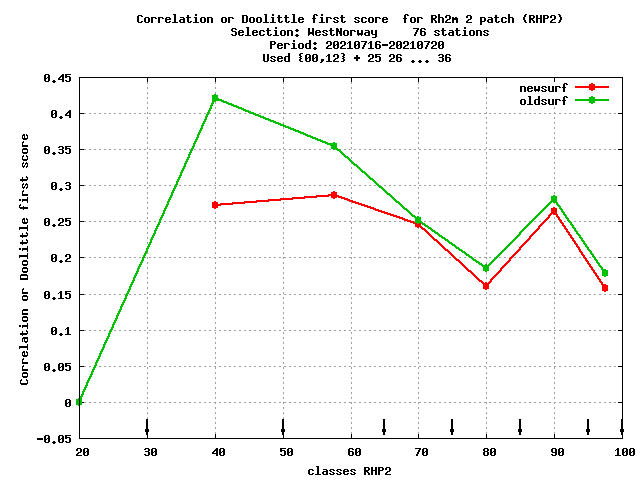 Correlation or Doolittle first score  for Rh2m 2 patch (RHP2)
Selection: WestNorway     76 stations
Period: 20210716-20210720
Used {00,12} + 25 26 ... 36
newsurf
oldsurf
Correlation or Doolittle first score
0.45
0.4
0.35
0.3
0.25
0.2
0.15
0.1
0.05
0
-0.05
20 30 40 50 60 70 80 90 100
classes RHP2